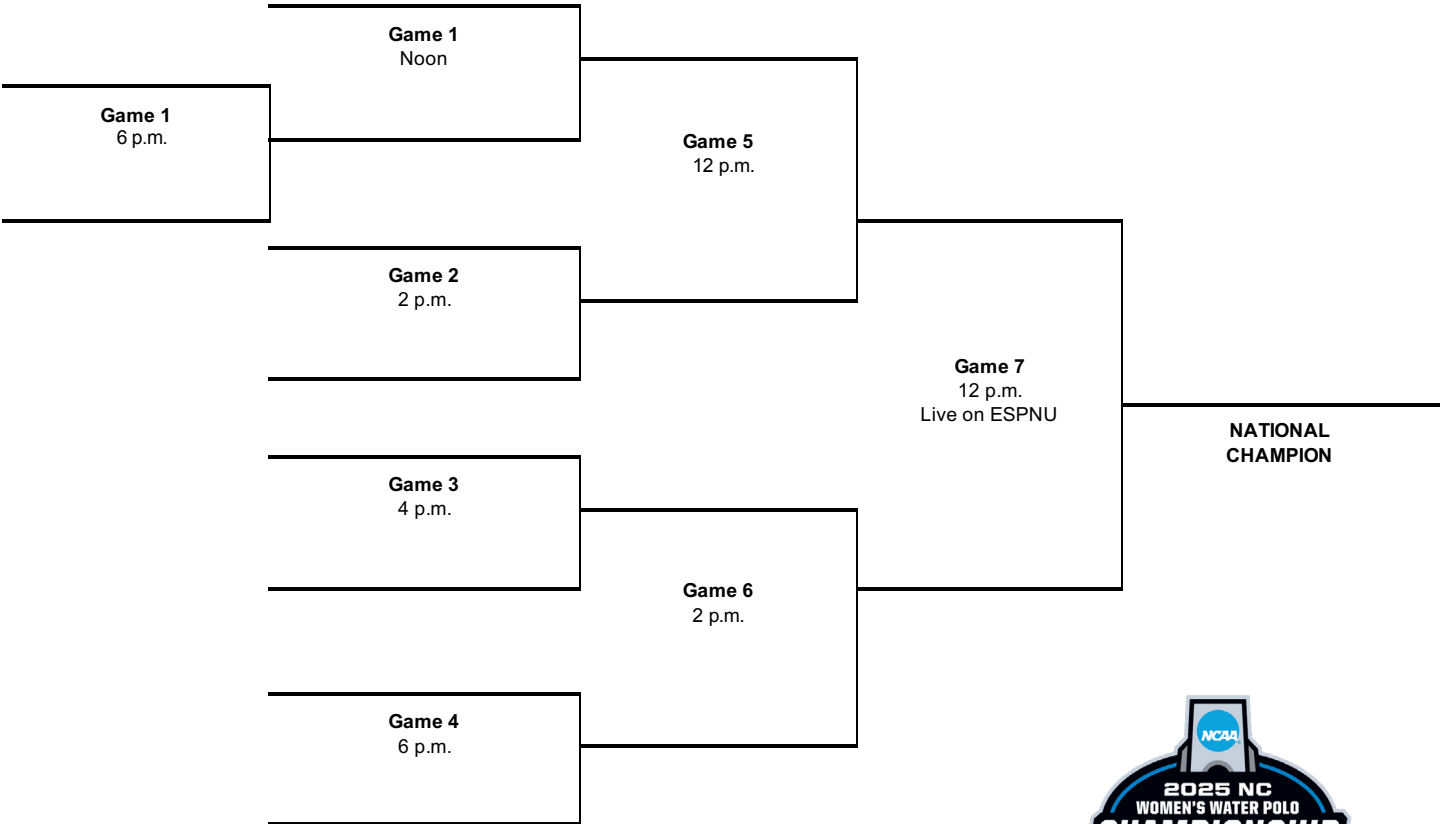 Game 1
Noon
Game 1
6 p.m.
Game 5
12 p.m.
Game 2
2 p.m.
Game 7
12 p.m.
Live on ESPNU
NATIONAL
CHAMPION
Game 3
4 p.m.
Game 6
2 p.m.
Game 4
6 p.m.
NCAA
2025 NC
WOMEN'S WATER POLO
CHAMPIONSHIP